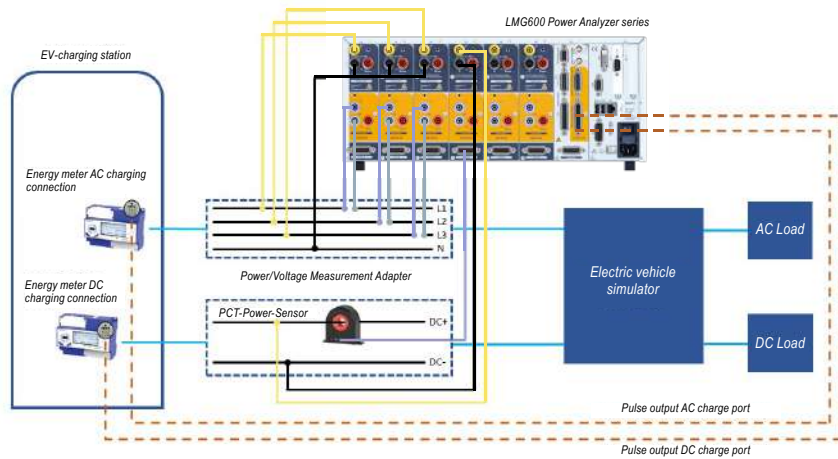 LMG600 Power Analyzer series
EV-charging station
Energy meter AC charging
connection
L1
L2
L3
N
Power/Voltage Measurement Adapter
Energy meter DC
charging connection
PCT-Power-Sensor
DC+
DC-
Electric vehicle
simulator
AC Load
DC Load
Pulse output AC charge port
Pulse output DC charge port